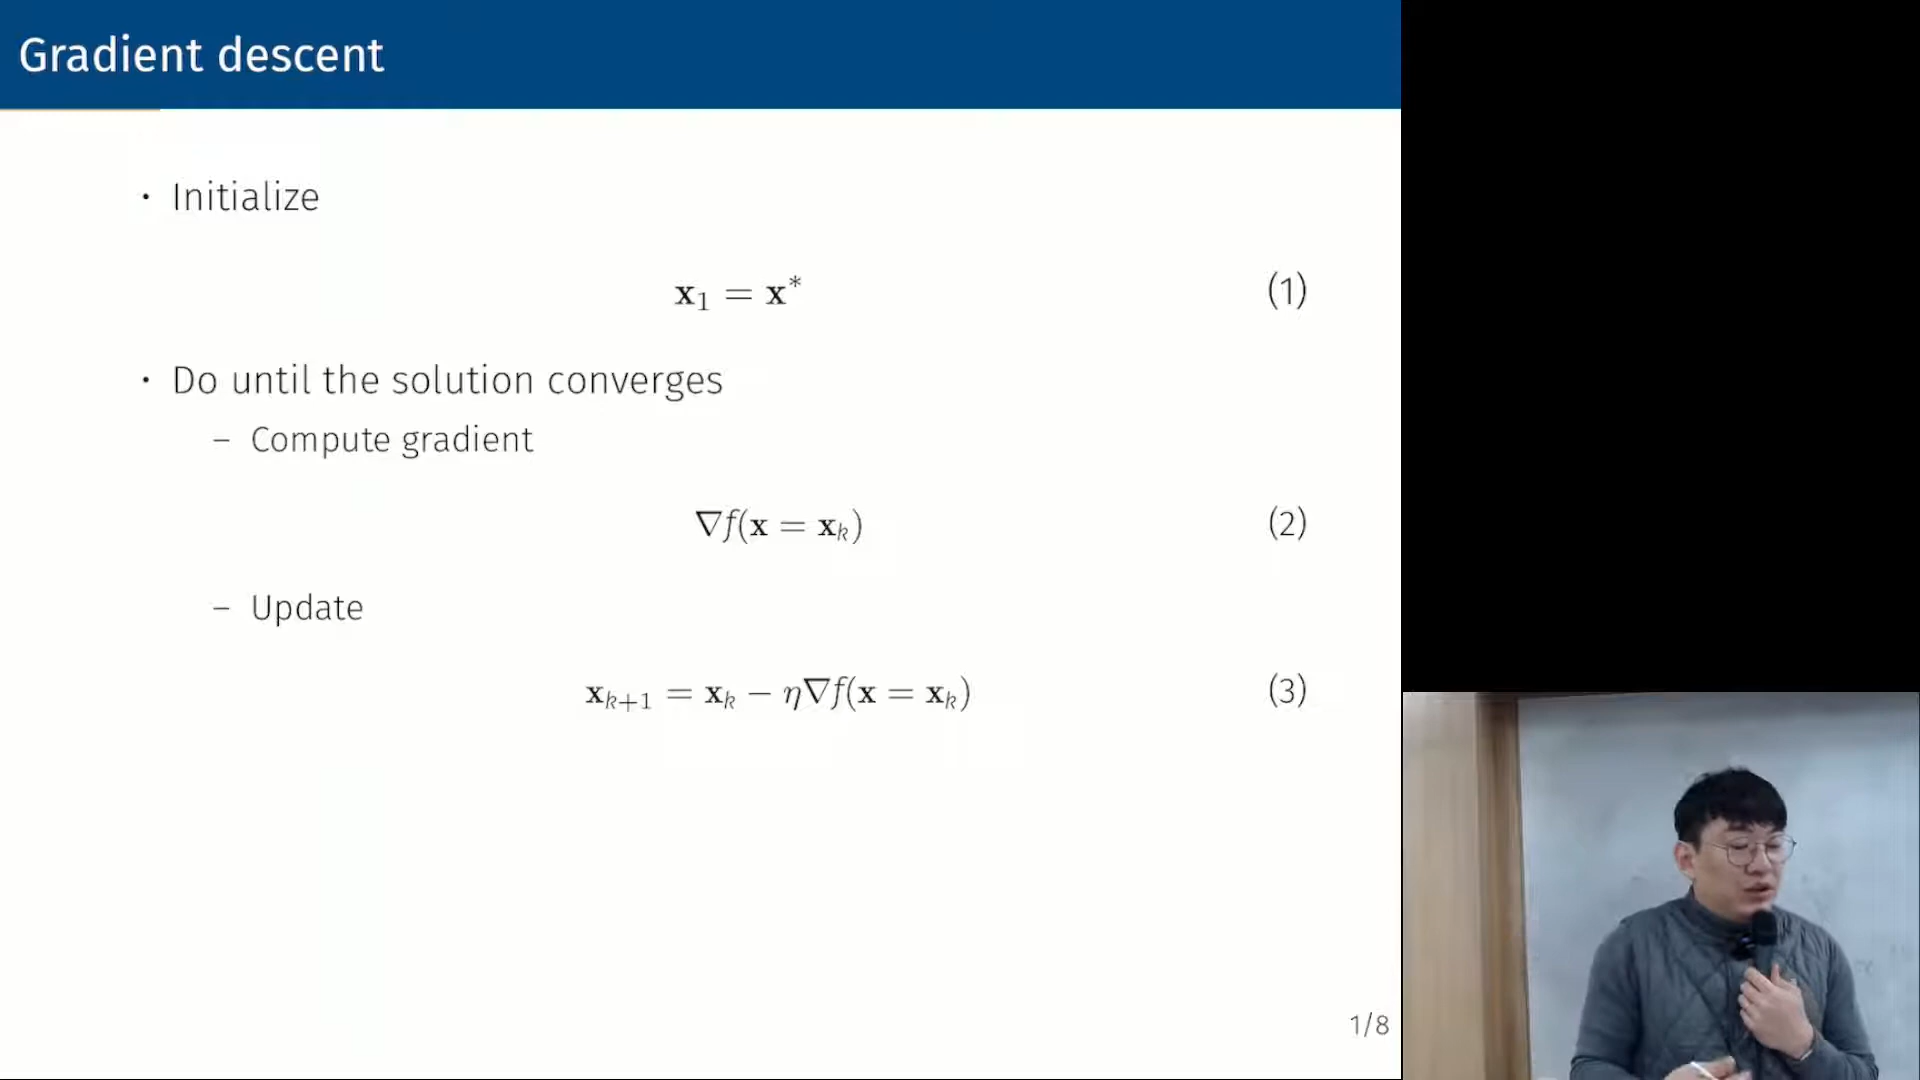 Gradient descent
· Initialize
x₁ = x* (1)
· Do until the solution converges
– Compute gradient
∇f(x = xₖ) (2)
– Update
xₖ₊₁ = xₖ − η∇f(x = xₖ) (3)
1/8